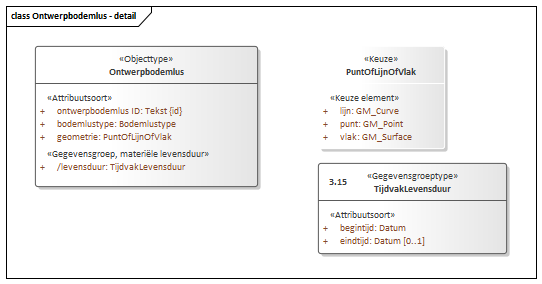 class Ontwerpbodemlus - detail
«Objecttype»
Ontwerpbodemlus
«Attribuutsoort»
+ ontwerpbodemlus ID: Tekst {id}
+ bodemlustype: Bodemlustype
+ geometrie: PuntOfLijnOfVlak
«Gegevensgroep, materiële levensduur»
+ /levensduur: TijdvakLevensduur
«Keuze»
PuntOfLijnOfVlak
«Keuze element»
+ lijn: GM_Curve
+ punt: GM_Point
+ vlak: GM_Surface
3.15 «Gegevensgroeptype»
TijdvakLevensduur
«Attribuutsoort»
+ begintijd: Datum
+ eindtijd: Datum [0..1]